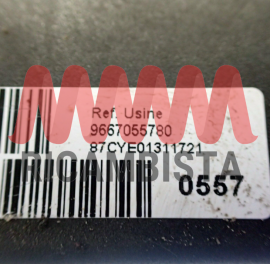 Ref. Usine
9667055780
87CYE01311721
RICAMBISTA
0557